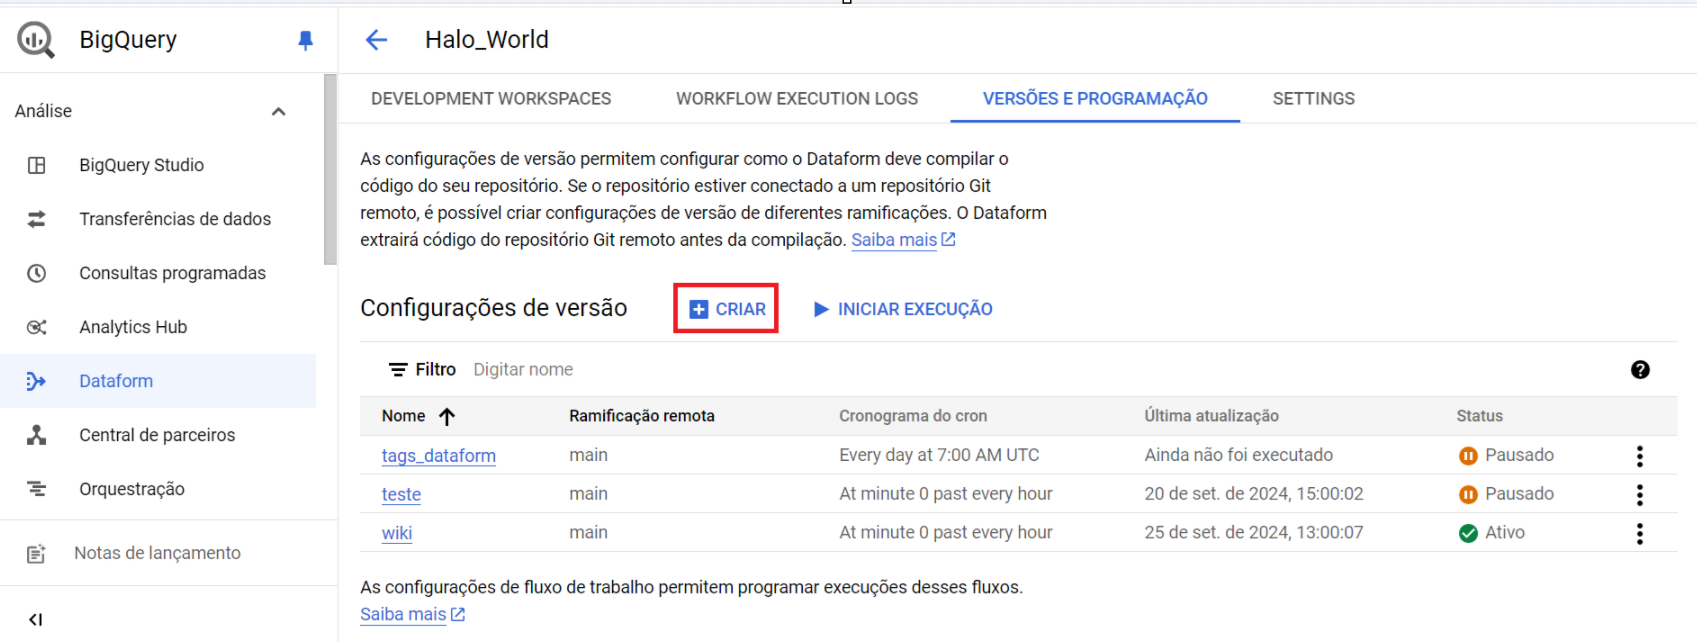 BigQuery
Halo_World
Análise
BigQuery Studio
Transferências de dados
Consultas programadas
Analytics Hub
Dataform
Central de parceiros
Orquestração
Notas de lançamento
DEVELOPMENT WORKSPACES WORKFLOW EXECUTION LOGS VERSÕES E PROGRAMAÇÃO SETTINGS
As configurações de versão permitem configurar como o Dataform deve compilar o
código do seu repositório. Se o repositório estiver conectado a um repositório Git
remoto, é possível criar configurações de versão de diferentes ramificações. O Dataform
extrairá código do repositório Git remoto antes da compilação. Saiba mais
Configurações de versão CRIAR INICIAR EXECUÇÃO
Filtro Digitar nome
Nome Ramificação remota Cronograma do cron Última atualização Status
tags_dataform main Every day at 7:00 AM UTC Ainda não foi executado Pausado
teste main At minute 0 past every hour 20 de set. de 2024, 15:00:02 Pausado
wiki main At minute 0 past every hour 25 de set. de 2024, 13:00:07 Ativo
As configurações de fluxo de trabalho permitem programar execuções desses fluxos.
Saiba mais